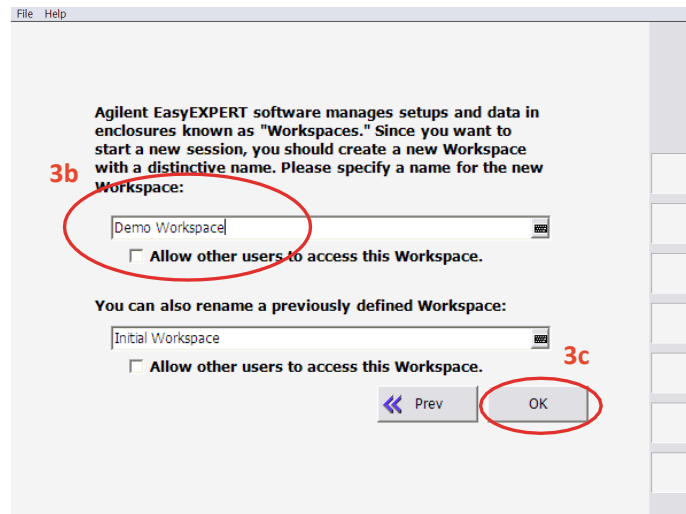 File Help
Agilent EasyEXPERT software manages setups and data in
enclosures known as "Workspaces." Since you want to
start a new session, you should create a new Workspace
with a distinctive name. Please specify a name for the new
Workspace:
3b
Demo Workspace
Allow other users to access this Workspace.
You can also rename a previously defined Workspace:
Initial Workspace
Allow other users to access this Workspace.
3c
Prev OK